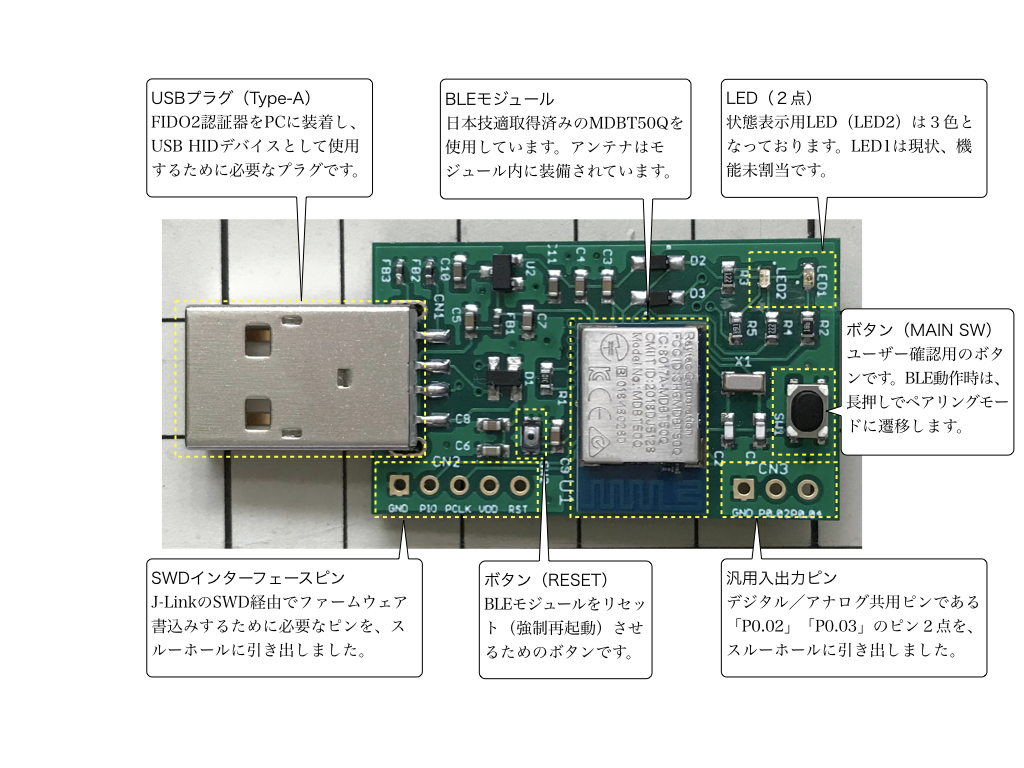 USBプラグ（Type-A）
FIDO2認証器をPCに装着し、
USB HIDデバイスとして使用
するために必要なプラグです。
BLEモジュール
日本技適取得済みのMDBT50Qを
使用しています。アンテナはモ
ジュール内に装備されています。
LED（２点）
状態表示用LED（LED2）は３色と
なっております。LED1は現状、機
能未割当です。
FB3
FB2
C10
U2
C11
C4
C3
D2
D3
R3
LED2
LED1
CN1
C5
FB1
C7
R5
R4
R2
D1
R1
X1
C8
C6
C9
U1
C2
C1
SW1
CN2
CN3
GND PIO PCLK VDD RST
GND P0.02 P0.04
Model No: MDBT50Q
ボタン（MAIN SW）
ユーザー確認用のボタ
ンです。BLE動作時は、
長押しでペアリングモー
ドに遷移します。
SWDインターフェースピン
J-LinkのSWD経由でファームウェア
書込みするために必要なピンを、ス
ルーホールに引き出しました。
ボタン（RESET）
BLEモジュールをリセッ
ト（強制再起動）させ
るためのボタンです。
汎用入出力ピン
デジタル／アナログ共用ピンである
「P0.02」「P0.03」のピン２点を、
スルーホールに引き出しました。